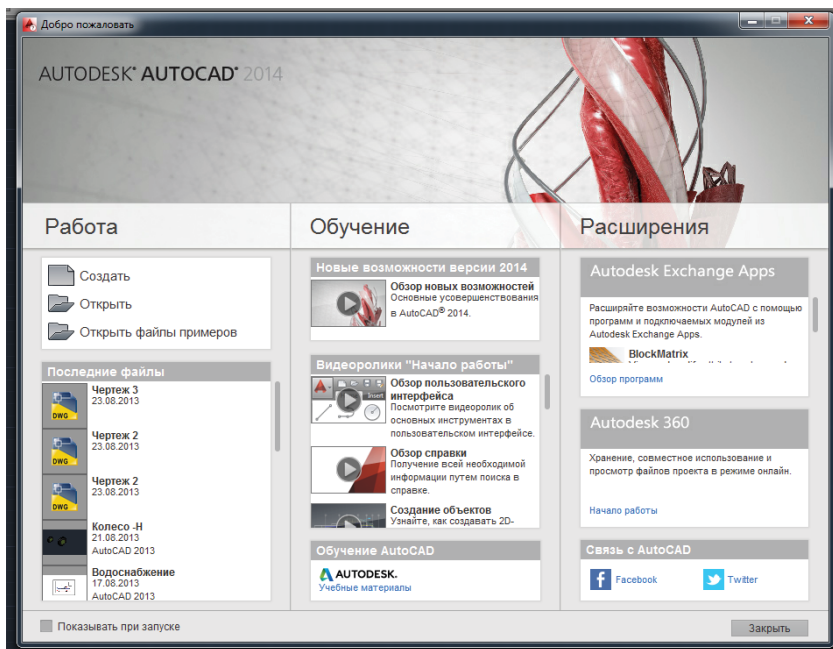 Добро пожаловать
AUTODESK® AUTOCAD® 2014
Работа
Создать
Открыть
Открыть файлы примеров
Последние файлы
Чертеж 3
23.08.2013
DWG
Чертеж 2
23.08.2013
DWG
Чертеж 2
23.08.2013
DWG
Колесо -Н
21.08.2013
AutoCAD 2013
Водоснабжение
17.08.2013
AutoCAD 2013
Обучение
Новые возможности версии 2014
Обзор новых возможностей
Основные усовершенствования
в AutoCAD® 2014.
Видеоролики "Начало работы"
Insert
Обзор пользовательского
интерфейса
Посмотрите видеоролик об
основных инструментах в
пользовательском интерфейсе.
Обзор справки
Получение всей необходимой
информации путем поиска в
справке.
Создание объектов
Узнайте, как создавать 2D-
Обучение AutoCAD
AUTODESK.
Учебные материалы
Расширения
Autodesk Exchange Apps
Расширяйте возможности AutoCAD с помощью
программ и подключаемых модулей из
Autodesk Exchange Apps.
BlockMatrix
Обзор программ
Autodesk 360
Хранение, совместное использование и
просмотр файлов проекта в режиме онлайн.
Начало работы
Связь с AutoCAD
Facebook
Twitter
Показывать при запуске
Закрыть